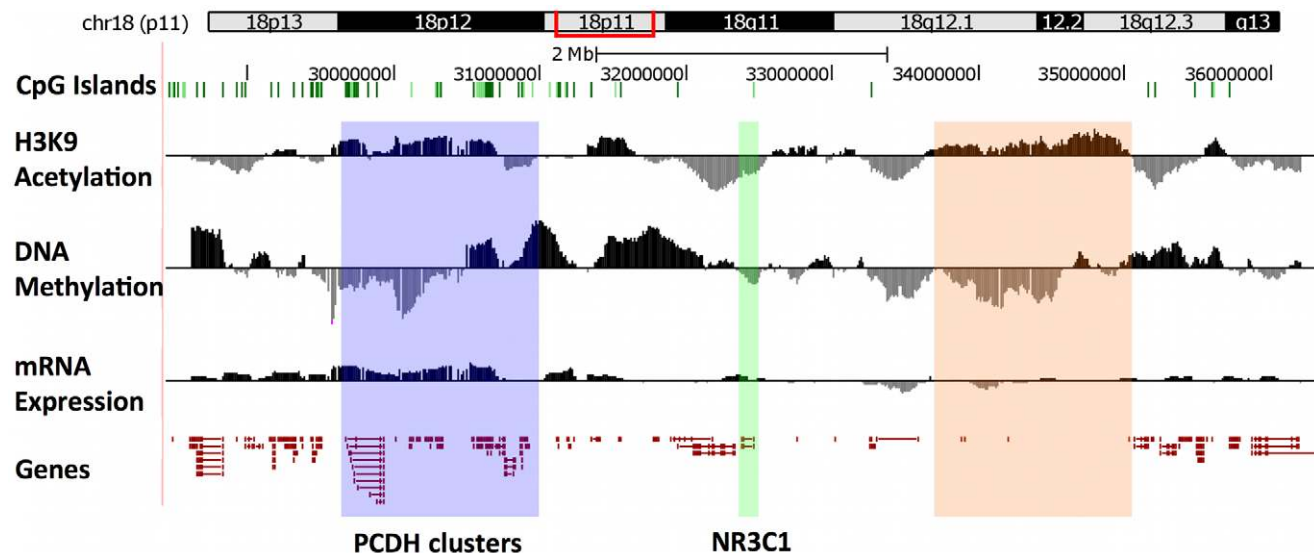 chr18 (p11) 18p13 18p12 18p11 18q11 18q12.1 12.2 18q12.3 q13
2 Mb
30000000 31000000 32000000 33000000 34000000 35000000 36000000
CpG Islands
H3K9
Acetylation
DNA
Methylation
mRNA
Expression
Genes
PCDH clusters NR3C1